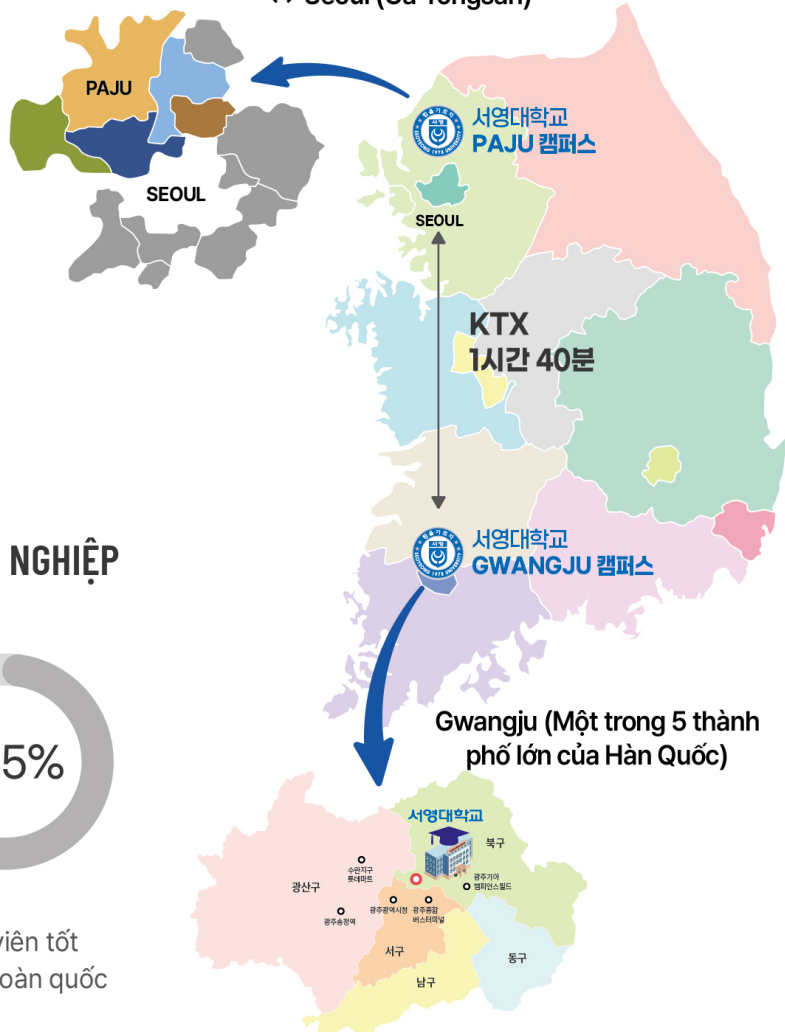 Seoul (Ga Yongsan)
PAJU
SEOUL
서영대학교
PAJU 캠퍼스
SEOUL
KTX
1시간 40분
서영대학교
GWANGJU 캠퍼스
NGHIỆP
5%
viên tốt
oàn quốc
Gwangju (Một trong 5 thành
phố lớn của Hàn Quốc)
서영대학교
북구
수완지구
롯데마트
광산구
광주기아
챔피언스필드
광주송정역
광주광역시청
광주종합
버스터미널
서구
동구
남구